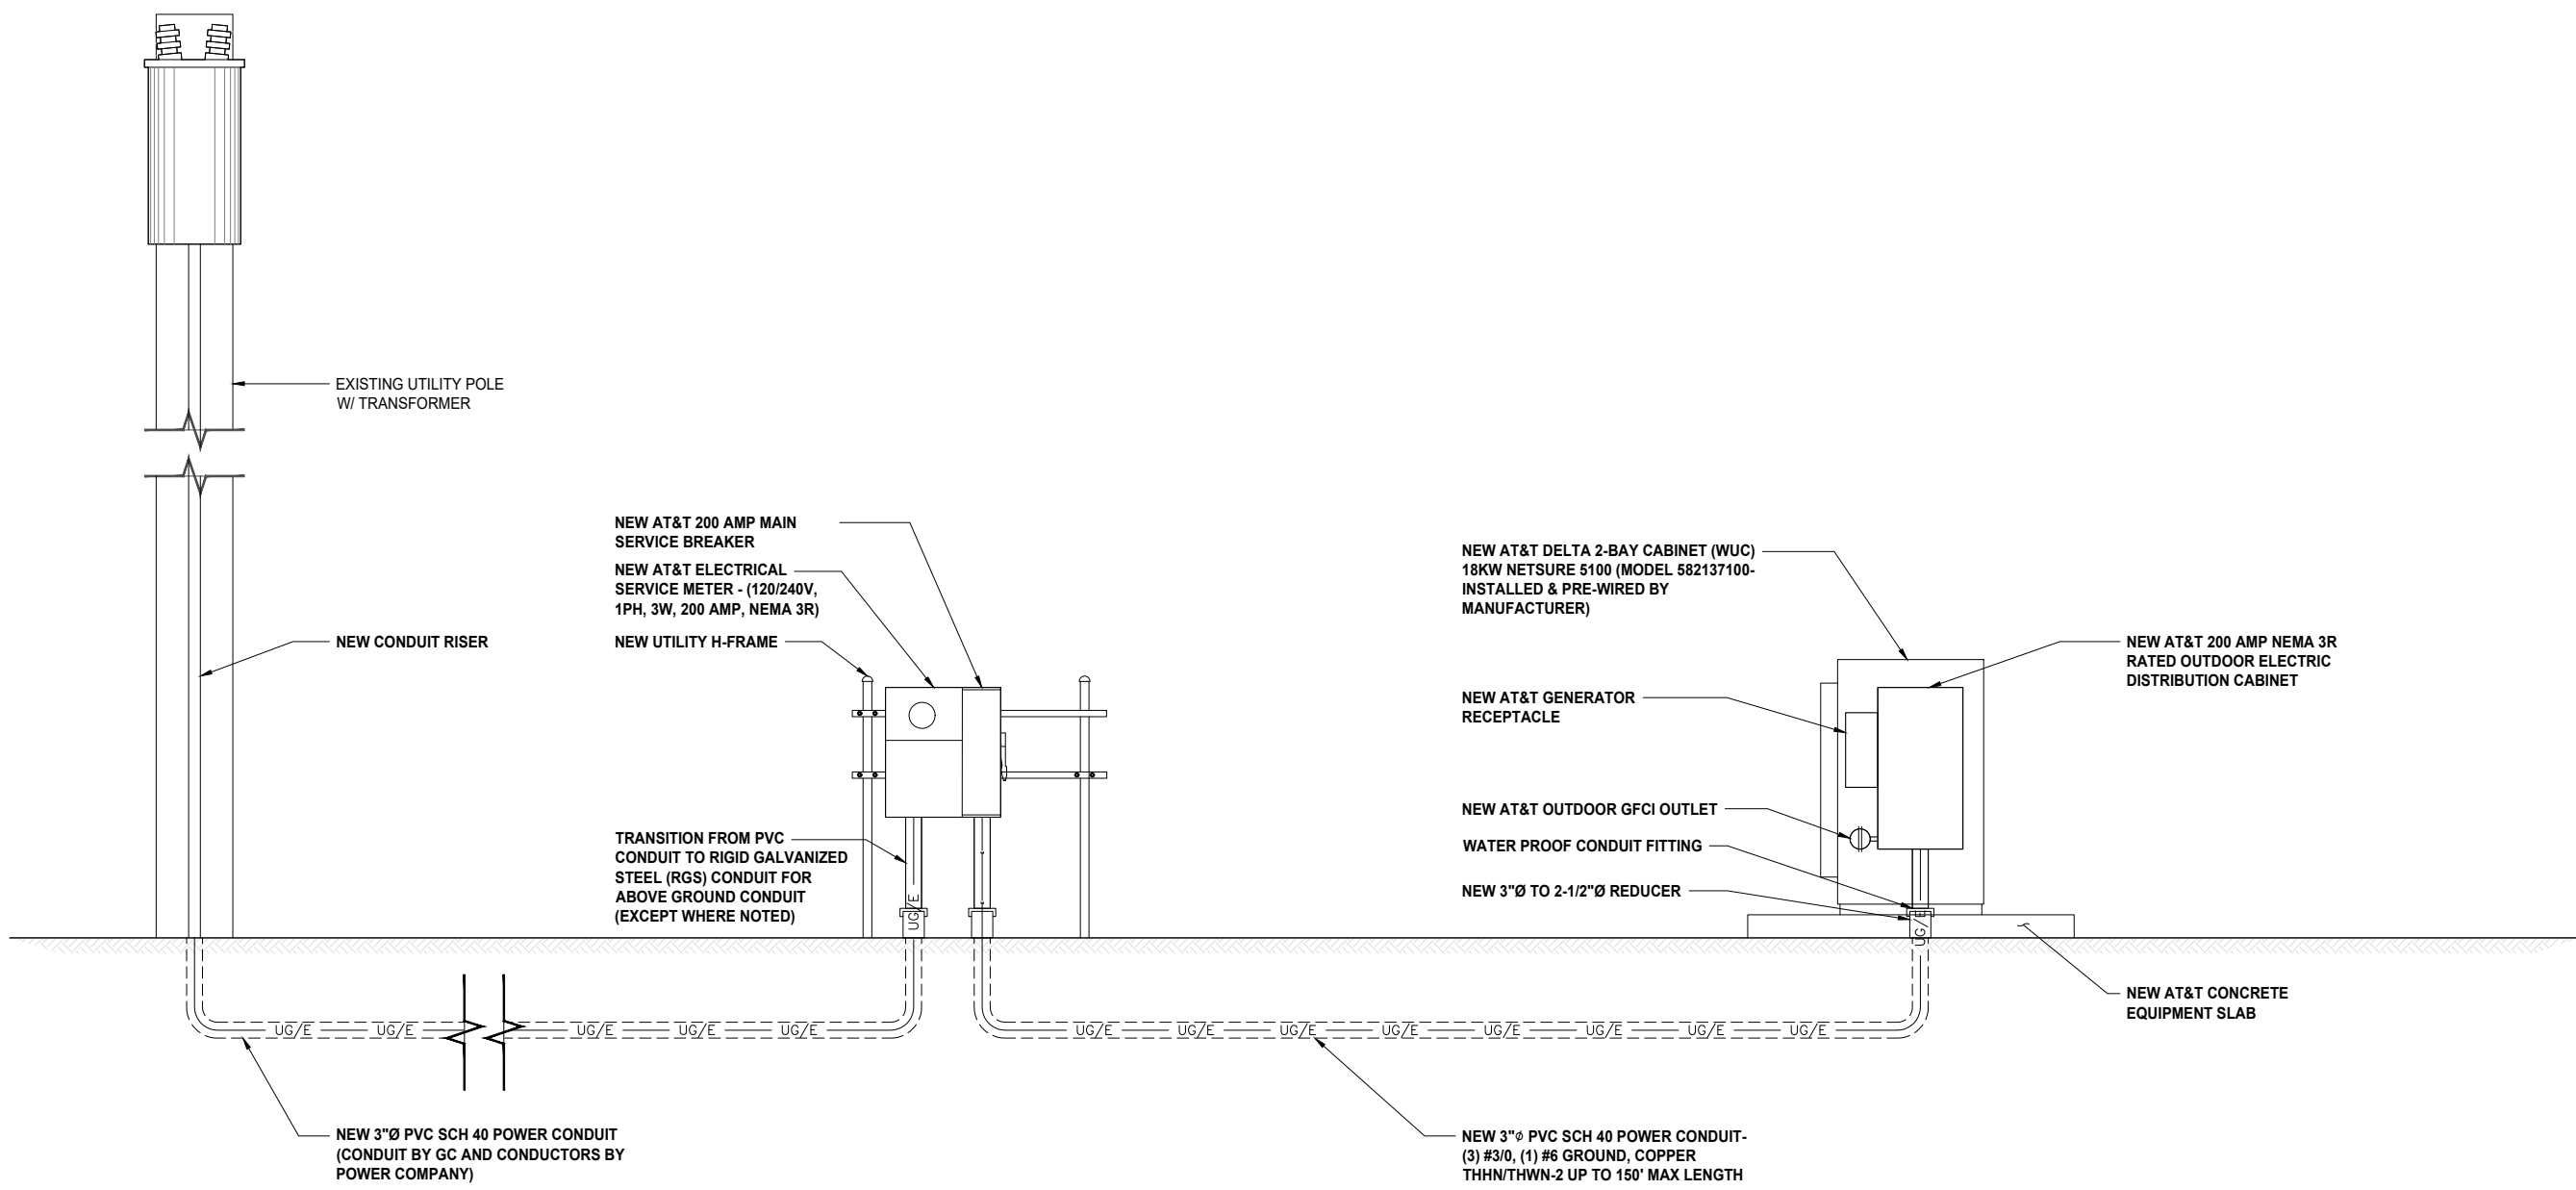 EXISTING UTILITY POLE
W/ TRANSFORMER
NEW CONDUIT RISER
NEW AT&T 200 AMP MAIN
SERVICE BREAKER
NEW AT&T ELECTRICAL
SERVICE METER - (120/240V,
1PH, 3W, 200 AMP, NEMA 3R)
NEW UTILITY H-FRAME
TRANSITION FROM PVC
CONDUIT TO RIGID GALVANIZED
STEEL (RGS) CONDUIT FOR
ABOVE GROUND CONDUIT
(EXCEPT WHERE NOTED)
NEW AT&T DELTA 2-BAY CABINET (WUC)
18KW NETSURE 5100 (MODEL 582137100-
INSTALLED & PRE-WIRED BY
MANUFACTURER)
NEW AT&T GENERATOR
RECEPTACLE
NEW AT&T OUTDOOR GFCI OUTLET
WATER PROOF CONDUIT FITTING
NEW 3"Ø TO 2-1/2"Ø REDUCER
NEW AT&T 200 AMP NEMA 3R
RATED OUTDOOR ELECTRIC
DISTRIBUTION CABINET
NEW AT&T CONCRETE
EQUIPMENT SLAB
UG/E
UG/E
UG/E UG/E UG/E UG/E UG/E UG/E UG/E UG/E UG/E UG/E UG/E UG/E UG/E
NEW 3"Ø PVC SCH 40 POWER CONDUIT
(CONDUIT BY GC AND CONDUCTORS BY
POWER COMPANY)
NEW 3"ø PVC SCH 40 POWER CONDUIT-
(3) #3/0, (1) #6 GROUND, COPPER
THHN/THWN-2 UP TO 150' MAX LENGTH